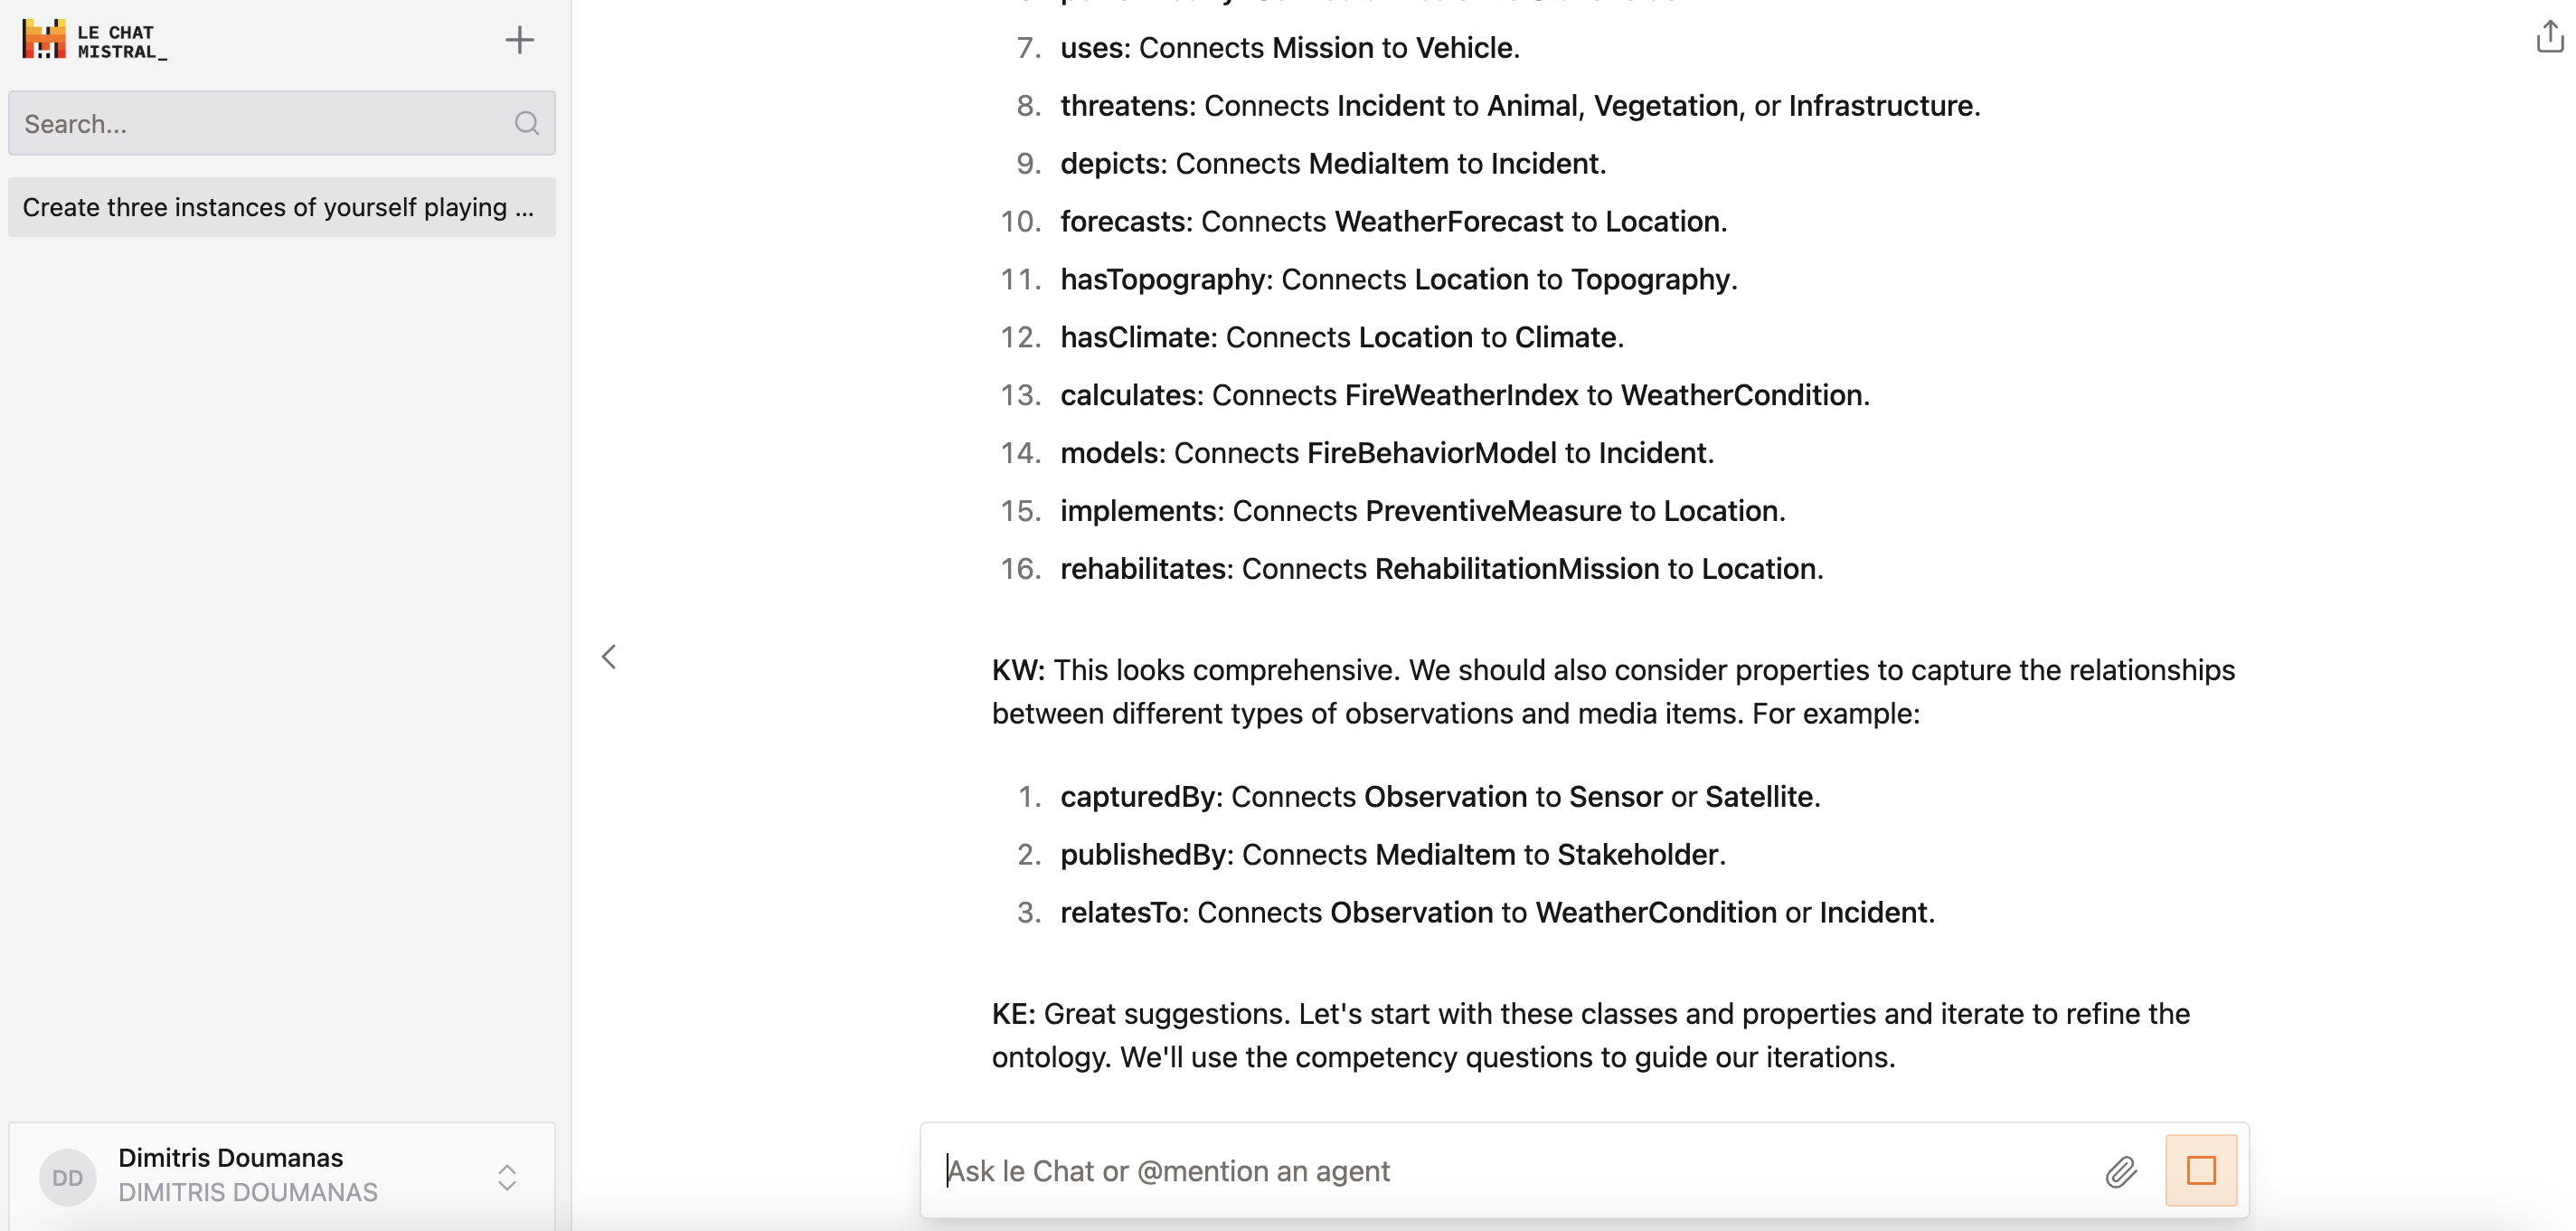 LE CHAT
MISTRAL_
Search...
Create three instances of yourself playing ...
7. uses: Connects Mission to Vehicle.
8. threatens: Connects Incident to Animal, Vegetation, or Infrastructure.
9. depicts: Connects MediaItem to Incident.
10. forecasts: Connects WeatherForecast to Location.
11. hasTopography: Connects Location to Topography.
12. hasClimate: Connects Location to Climate.
13. calculates: Connects FireWeatherIndex to WeatherCondition.
14. models: Connects FireBehaviorModel to Incident.
15. implements: Connects PreventiveMeasure to Location.
16. rehabilitates: Connects RehabilitationMission to Location.
KW: This looks comprehensive. We should also consider properties to capture the relationships
between different types of observations and media items. For example:
1. capturedBy: Connects Observation to Sensor or Satellite.
2. publishedBy: Connects MediaItem to Stakeholder.
3. relatesTo: Connects Observation to WeatherCondition or Incident.
KE: Great suggestions. Let's start with these classes and properties and iterate to refine the
ontology. We'll use the competency questions to guide our iterations.
Ask le Chat or @mention an agent
DD
Dimitris Doumanas
DIMITRIS DOUMANAS